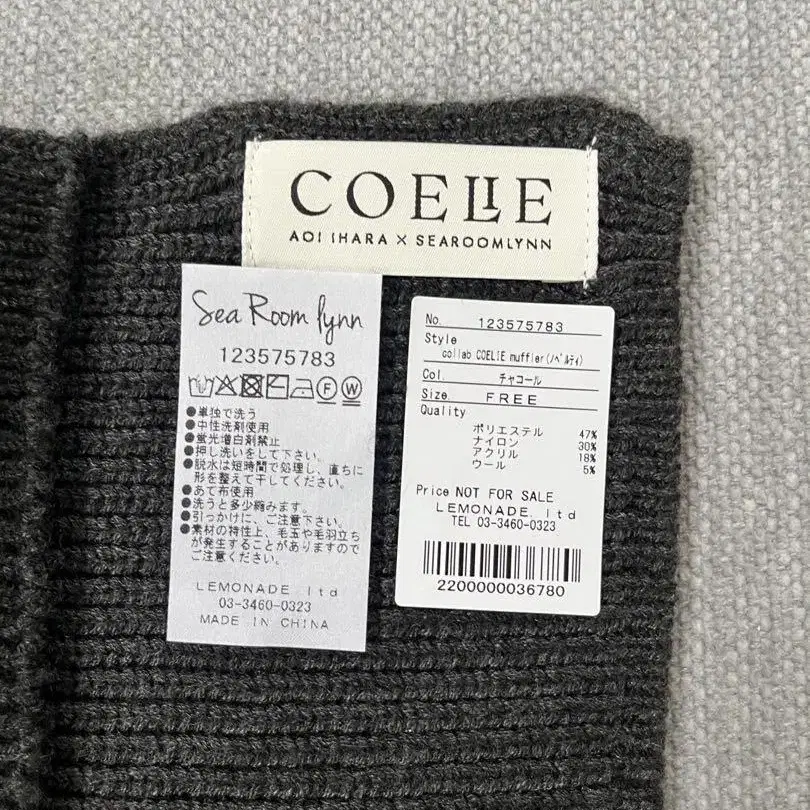 COELIE
AOI IHARA X SEAROOMLYNN
Sea Room lynn
123575783
F W
●単独で洗う
●中性洗剤使用
●蛍光増白剤禁止
●押し洗いをして下さい。
●脱水は短時間で処理し、直ちに
形を整えて干してください。
●あて布使用
●洗うと多少縮みます。
●引っかけに、ご注意下さい。
●素材の特性上、毛玉や毛羽立ち
が発生することがありますので
ご注意ください。
LEMONADE ltd
03-3460-0323
MADE IN CHINA
No. 123575783
Style
collab COELIE muffler(ﾉﾍﾞﾙﾃｨ)
Col. チャコール
Size. FREE
Quality
ポリエステル 47%
ナイロン 30%
アクリル 18%
ウール 5%
Price NOT FOR SALE
LEMONADE. ltd
TEL 03-3460-0323
2200000036780